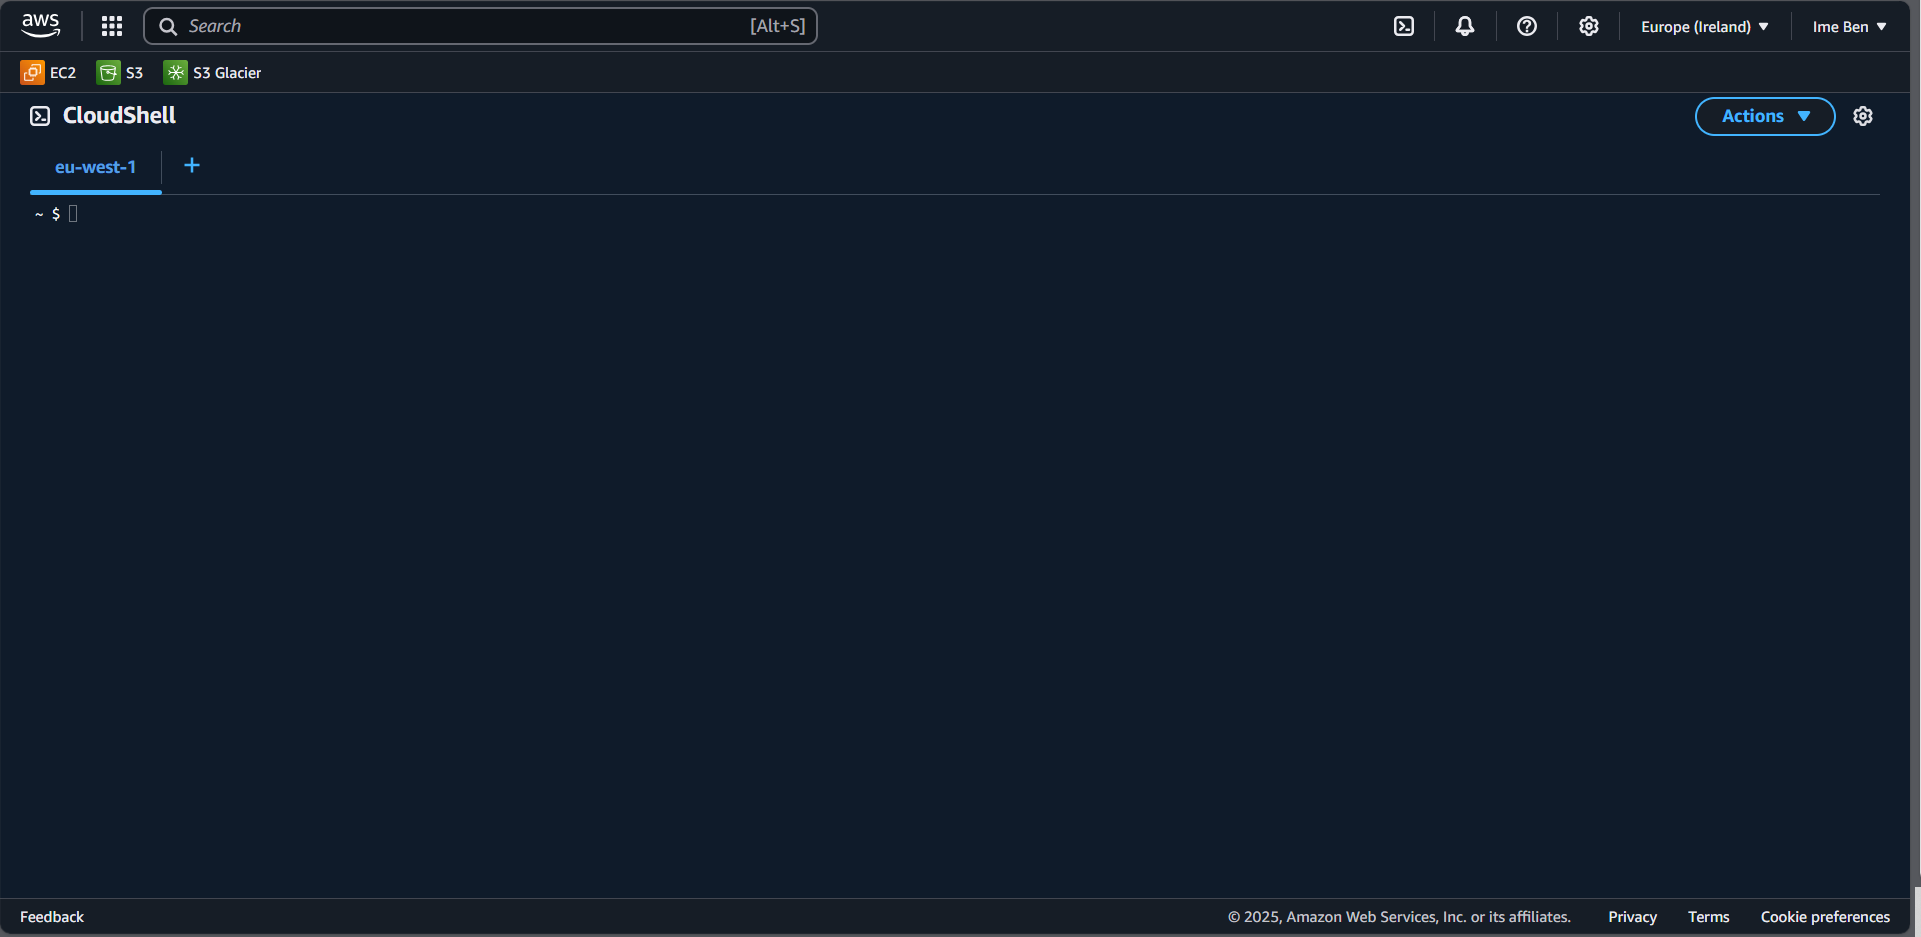 aws Search [Alt+S] Europe (Ireland) Ime Ben
EC2 S3 S3 Glacier
CloudShell Actions
eu-west-1 +
~ $
Feedback © 2025, Amazon Web Services, Inc. or its affiliates. Privacy Terms Cookie preferences